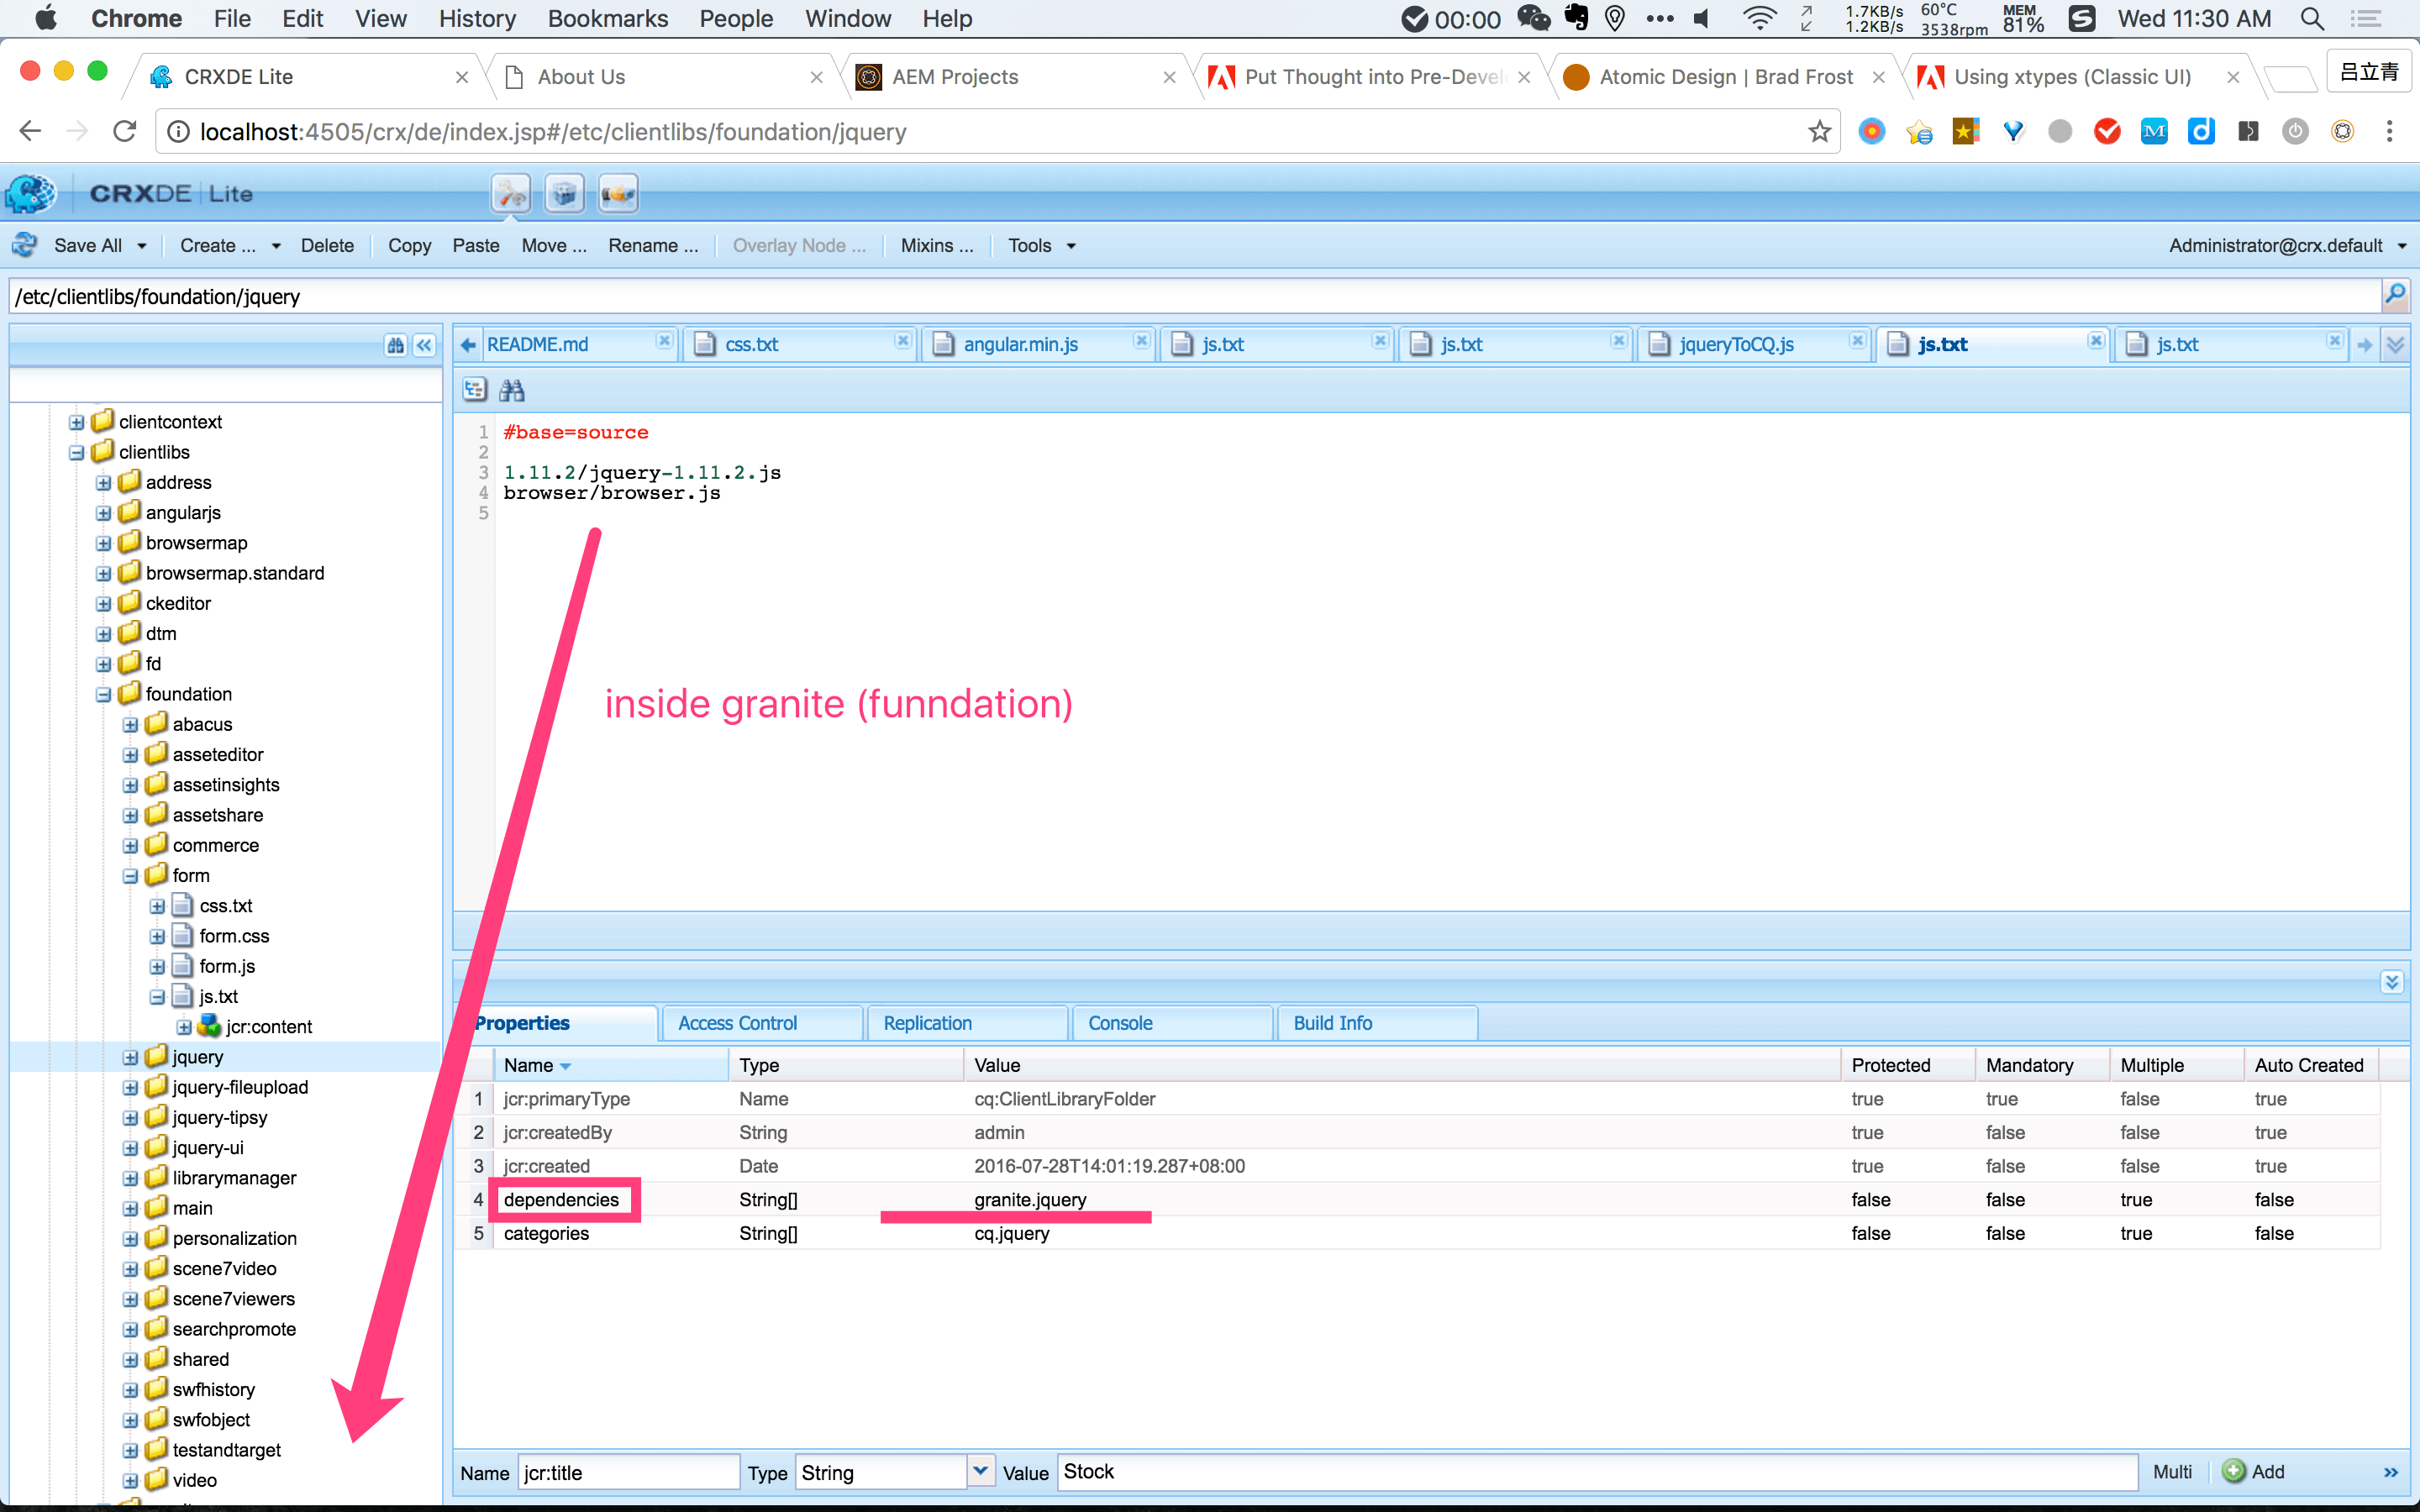 Chrome File Edit View History Bookmarks People Window Help 00:00 1.7KB/s 1.2KB/s 60°C 3538rpm MEM 81% Wed 11:30 AM
CRXDE Lite About Us AEM Projects Put Thought into Pre-Devel Atomic Design | Brad Frost Using xtypes (Classic UI) 吕立青
localhost:4505/crx/de/index.jsp#/etc/clientlibs/foundation/jquery
CRXDE Lite
Save All Create ... Delete Copy Paste Move ... Rename ... Overlay Node ... Mixins ... Tools Administrator@crx.default
/etc/clientlibs/foundation/jquery
README.md css.txt angular.min.js js.txt js.txt jqueryToCQ.js js.txt js.txt
clientcontext
clientlibs
address
angularjs
browsermap
browsermap.standard
ckeditor
dtm
fd
foundation
abacus
asseteditor
assetinsights
assetshare
commerce
form
css.txt
form.css
form.js
js.txt
jcr:content
jquery
jquery-fileupload
jquery-tipsy
jquery-ui
librarymanager
main
personalization
scene7video
scene7viewers
searchpromote
shared
swfhistory
swfobject
testandtarget
video
1 #base=source
2
3 1.11.2/jquery-1.11.2.js
4 browser/browser.js
5
inside granite (funndation)
Properties Access Control Replication Console Build Info
Name Type Value Protected Mandatory Multiple Auto Created
1 jcr:primaryType Name cq:ClientLibraryFolder true true false true
2 jcr:createdBy String admin true false false true
3 jcr:created Date 2016-07-28T14:01:19.287+08:00 true false false true
4 dependencies String[] granite.jquery false false true false
5 categories String[] cq.jquery false false true false
Name jcr:title Type String Value Stock Multi Add